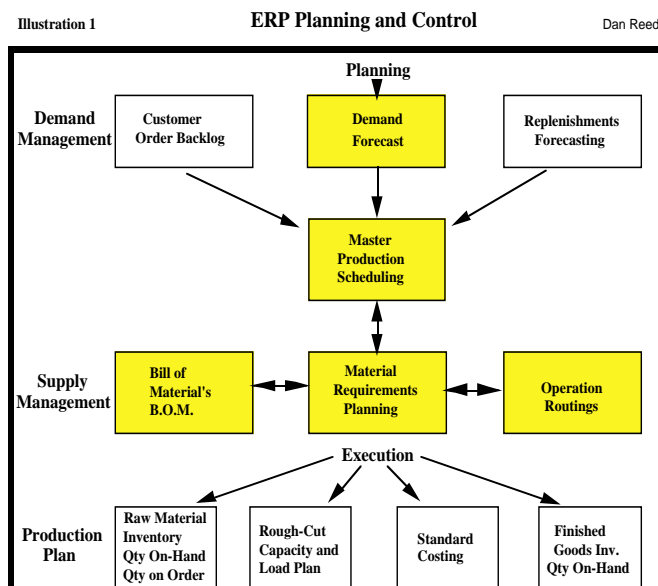 Illustration 1
ERP Planning and Control
Dan Reed
Planning
Demand
Management
Customer
Order Backlog
Demand
Forecast
Replenishments
Forecasting
Master
Production
Scheduling
Supply
Management
Bill of
Material's
B.O.M.
Material
Requirements
Planning
Operation
Routings
Execution
Production
Plan
Raw Material
Inventory
Qty On-Hand
Qty on Order
Rough-Cut
Capacity and
Load Plan
Standard
Costing
Finished
Goods Inv.
Qty On-Hand